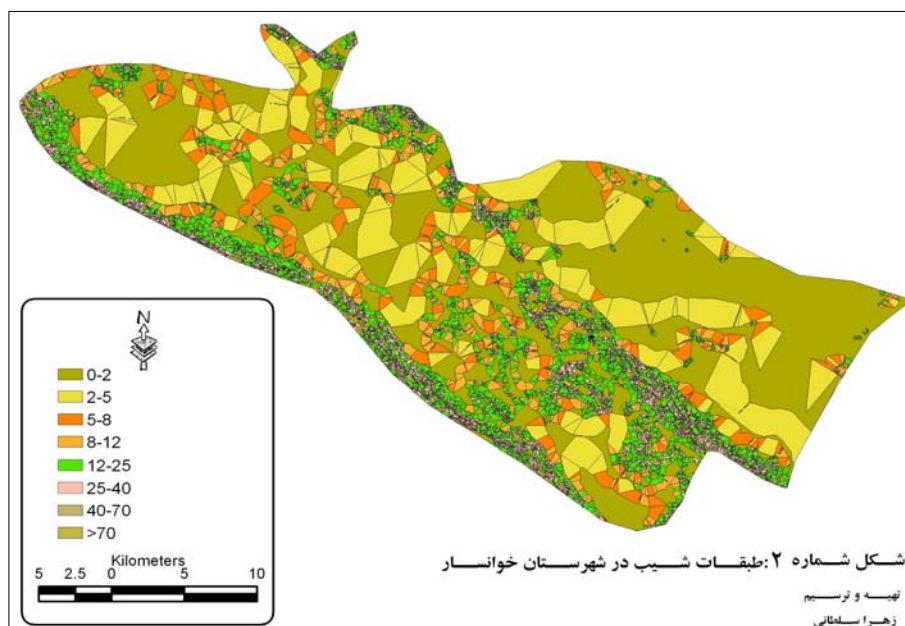 N
0-2
2-5
5-8
8-12
12-25
25-40
40-70
>70
Kilometers
5 2.5 0 5 10
شکل شماره ۲:طبقات شیب در شهرستان خوانسار
تهیه و ترسیم
زهرا سلطانی